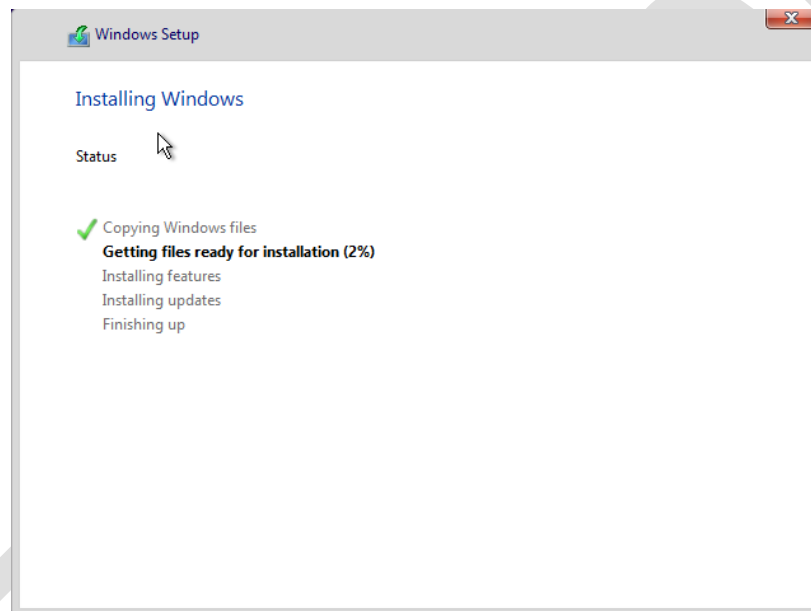 Windows Setup
Installing Windows
Status
Copying Windows files
Getting files ready for installation (2%)
Installing features
Installing updates
Finishing up